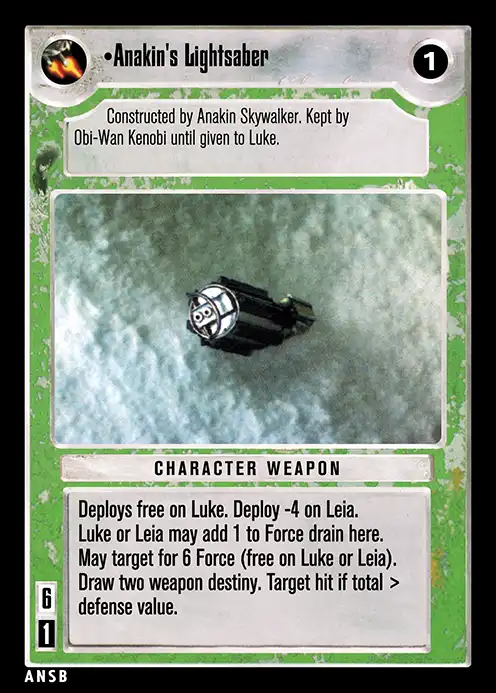 •Anakin's Lightsaber
1
Constructed by Anakin Skywalker. Kept by
Obi-Wan Kenobi until given to Luke.
CHARACTER WEAPON
Deploys free on Luke. Deploy -4 on Leia.
Luke or Leia may add 1 to Force drain here.
May target for 6 Force (free on Luke or Leia).
Draw two weapon destiny. Target hit if total >
defense value.
6
1
ANSB